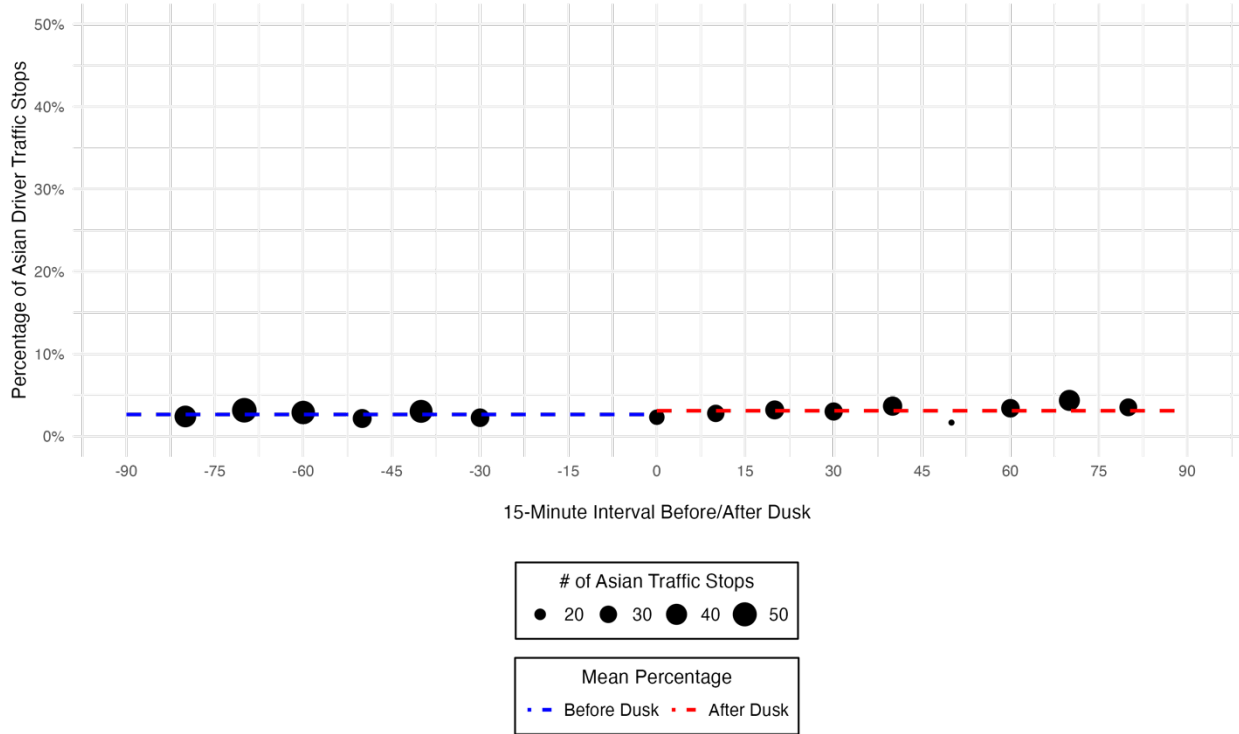 Percentage of Asian Driver Traffic Stops
50%
40%
30%
20%
10%
0%
-90 -75 -60 -45 -30 -15 0 15 30 45 60 75 90
15-Minute Interval Before/After Dusk
# of Asian Traffic Stops
20 30 40 50
Mean Percentage
Before Dusk After Dusk